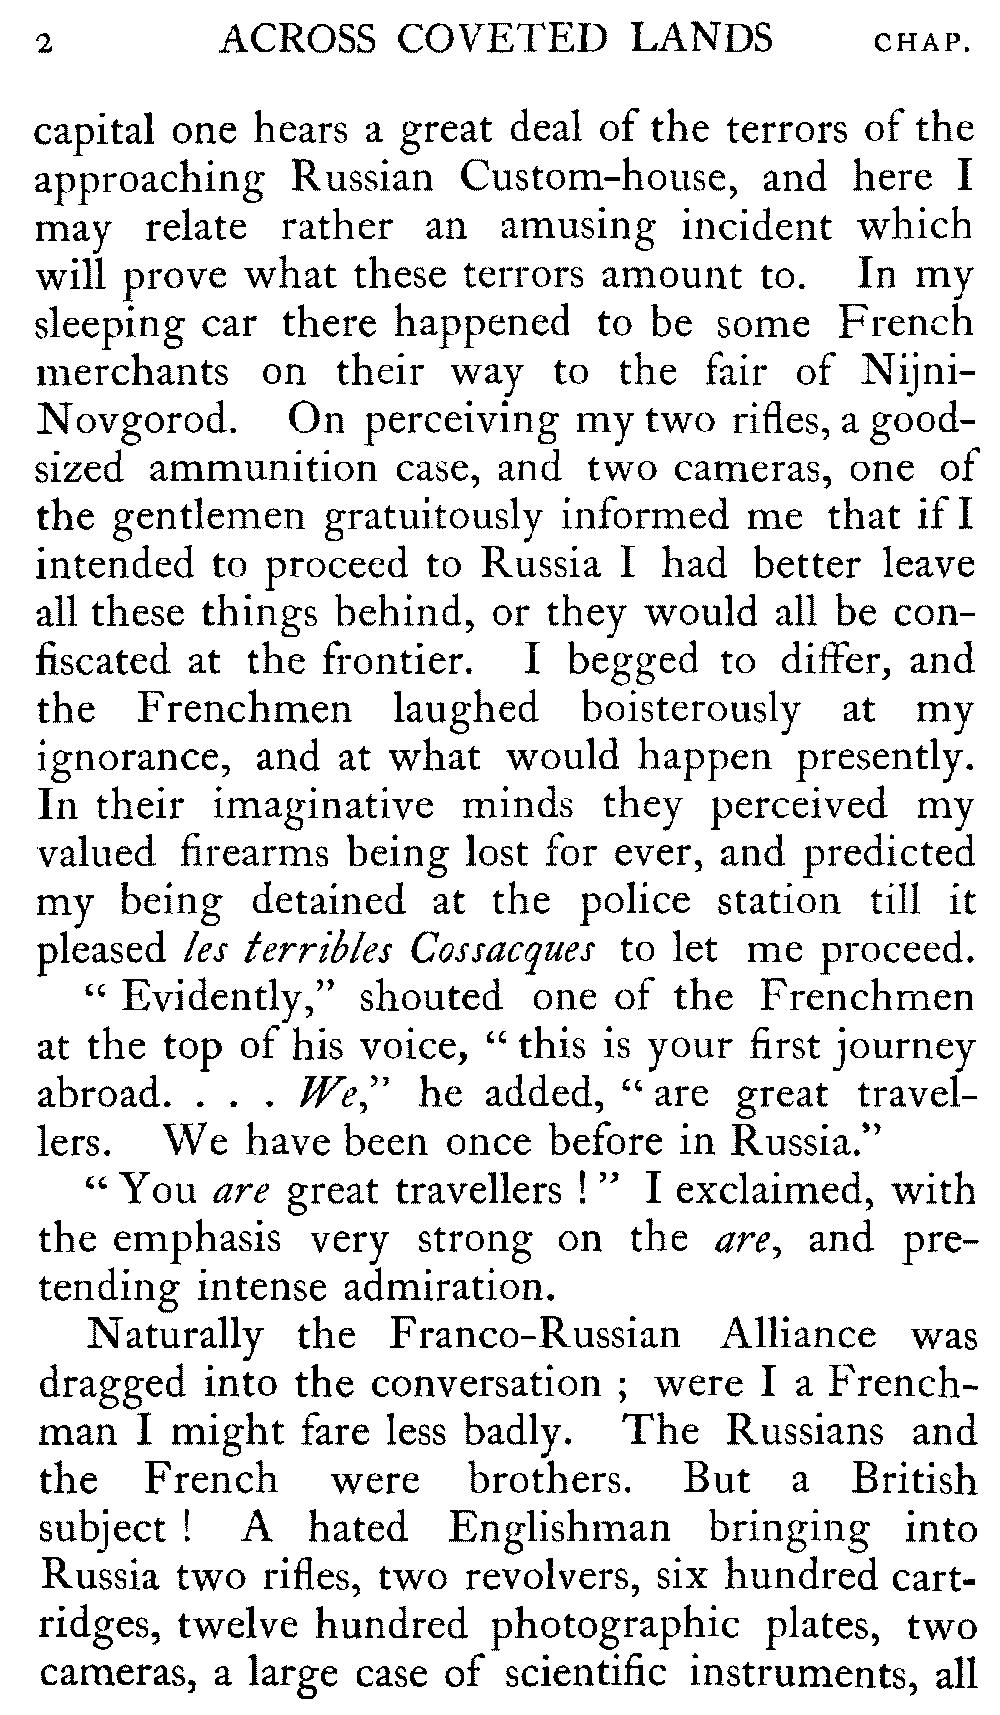 2 ACROSS COVETED LANDS CHAP.
capital one hears a great deal of the terrors of the
approaching Russian Custom-house, and here I
may relate rather an amusing incident which
will prove what these terrors amount to. In my
sleeping car there happened to be some French
merchants on their way to the fair of Nijni-
Novgorod. On perceiving my two rifles, a good-
sized ammunition case, and two cameras, one of
the gentlemen gratuitously informed me that if I
intended to proceed to Russia I had better leave
all these things behind, or they would all be con-
fiscated at the frontier. I begged to differ, and
the Frenchmen laughed boisterously at my
ignorance, and at what would happen presently.
In their imaginative minds they perceived my
valued firearms being lost for ever, and predicted
my being detained at the police station till it
pleased les terribles Cossacques to let me proceed.
“ Evidently,” shouted one of the Frenchmen
at the top of his voice, “ this is your first journey
abroad. . . . We,” he added, “ are great travel-
lers. We have been once before in Russia.”
“ You are great travellers ! ” I exclaimed, with
the emphasis very strong on the are, and pre-
tending intense admiration.
Naturally the Franco-Russian Alliance was
dragged into the conversation ; were I a French-
man I might fare less badly. The Russians and
the French were brothers. But a British
subject ! A hated Englishman bringing into
Russia two rifles, two revolvers, six hundred cart-
ridges, twelve hundred photographic plates, two
cameras, a large case of scientific instruments, all